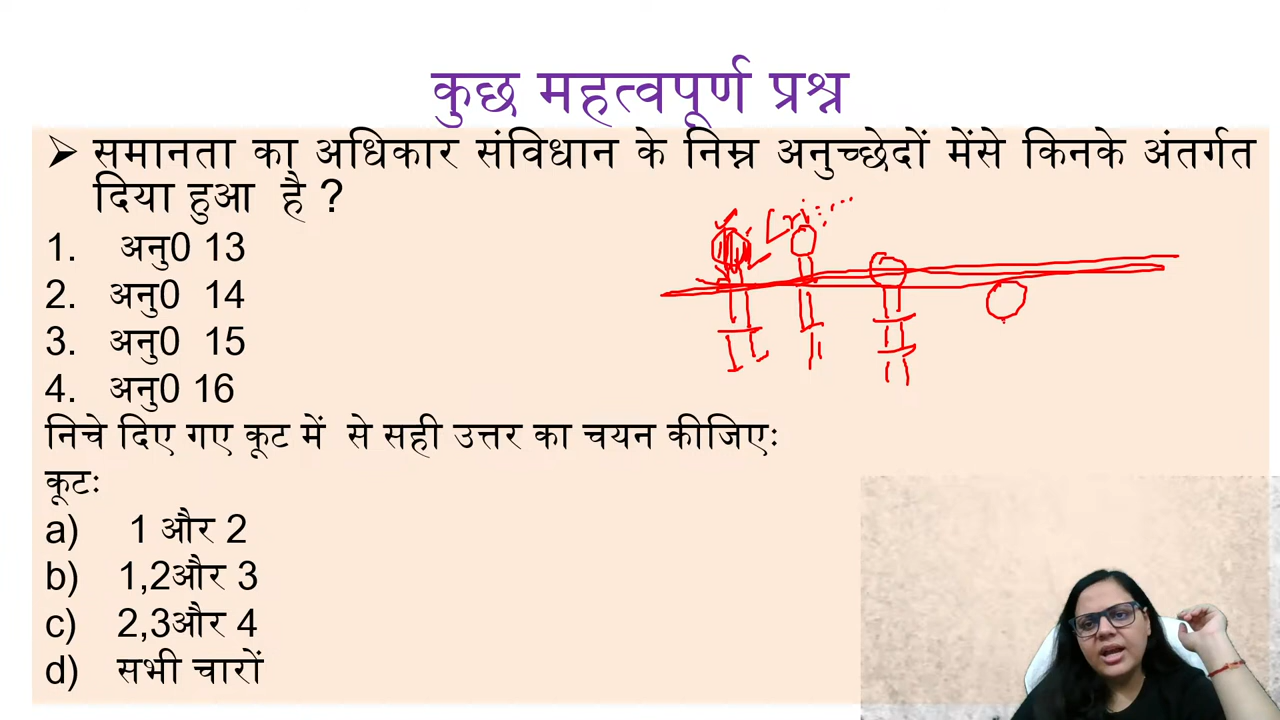 कुछ महत्वपूर्ण प्रश्न
➢ समानता का अधिकार संविधान के निम्न अनुच्छेदों मेंसे किनके अंतर्गत
दिया हुआ है ?
1. अनु0 13
2. अनु0 14
3. अनु0 15
4. अनु0 16
निचे दिए गए कूट में से सही उत्तर का चयन कीजिए:
कूट:
a) 1 और 2
b) 1,2और 3
c) 2,3और 4
d) सभी चारों